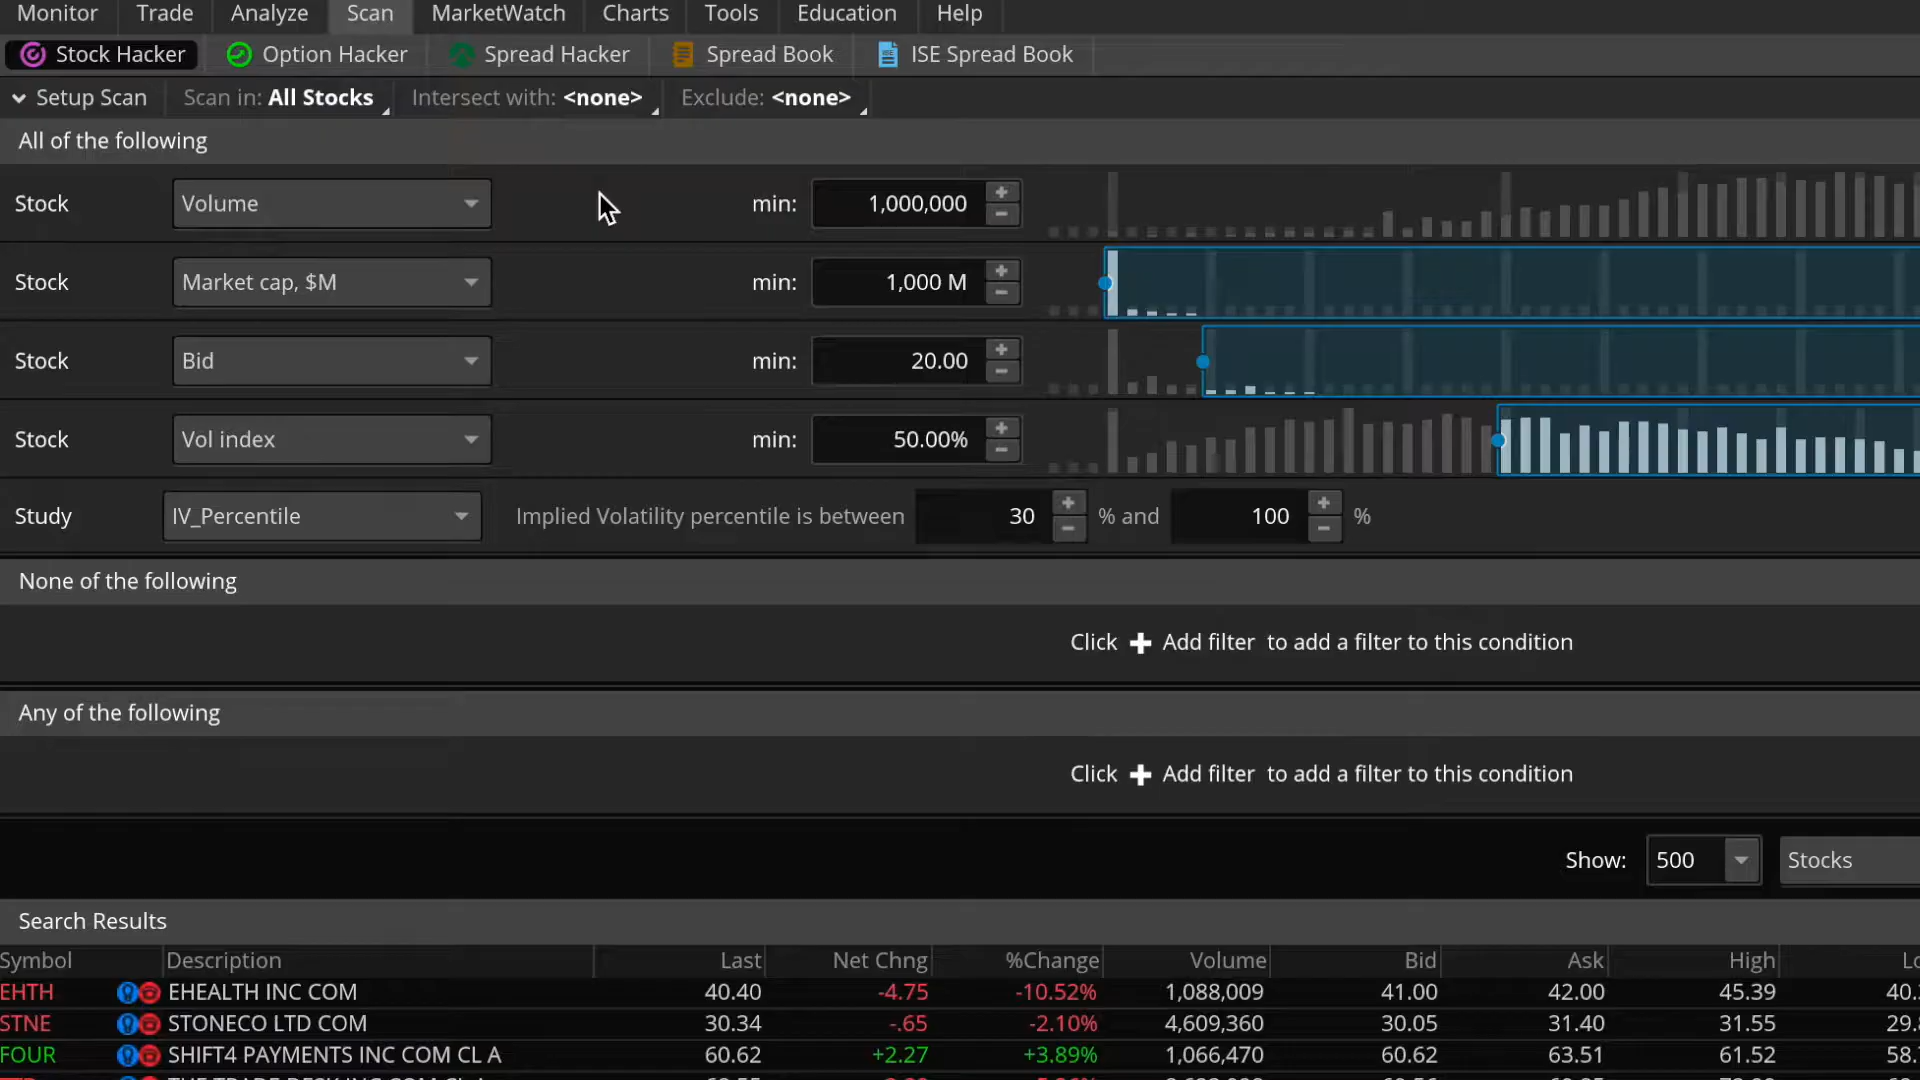 Monitor Trade Analyze Scan MarketWatch Charts Tools Education Help
Stock Hacker Option Hacker Spread Hacker Spread Book ISE Spread Book
Setup Scan Scan in: All Stocks Intersect with: <none> Exclude: <none>
All of the following
Stock Volume min: 1,000,000
Stock Market cap, $M min: 1,000 M
Stock Bid min: 20.00
Stock Vol index min: 50.00%
Study IV_Percentile Implied Volatility percentile is between 30 % and 100 %
None of the following
Click + Add filter to add a filter to this condition
Any of the following
Click + Add filter to add a filter to this condition
Show: 500 Stocks
Search Results
Symbol Description Last Net Chng %Change Volume Bid Ask High
EHTH EHEALTH INC COM 40.40 -4.75 -10.52% 1,088,009 41.00 42.00 45.39 40.
STNE STONECO LTD COM 30.34 -.65 -2.10% 4,609,360 30.05 31.40 31.55 29.
FOUR SHIFT4 PAYMENTS INC COM CL A 60.62 +2.27 +3.89% 1,066,470 60.62 63.51 61.52 58.